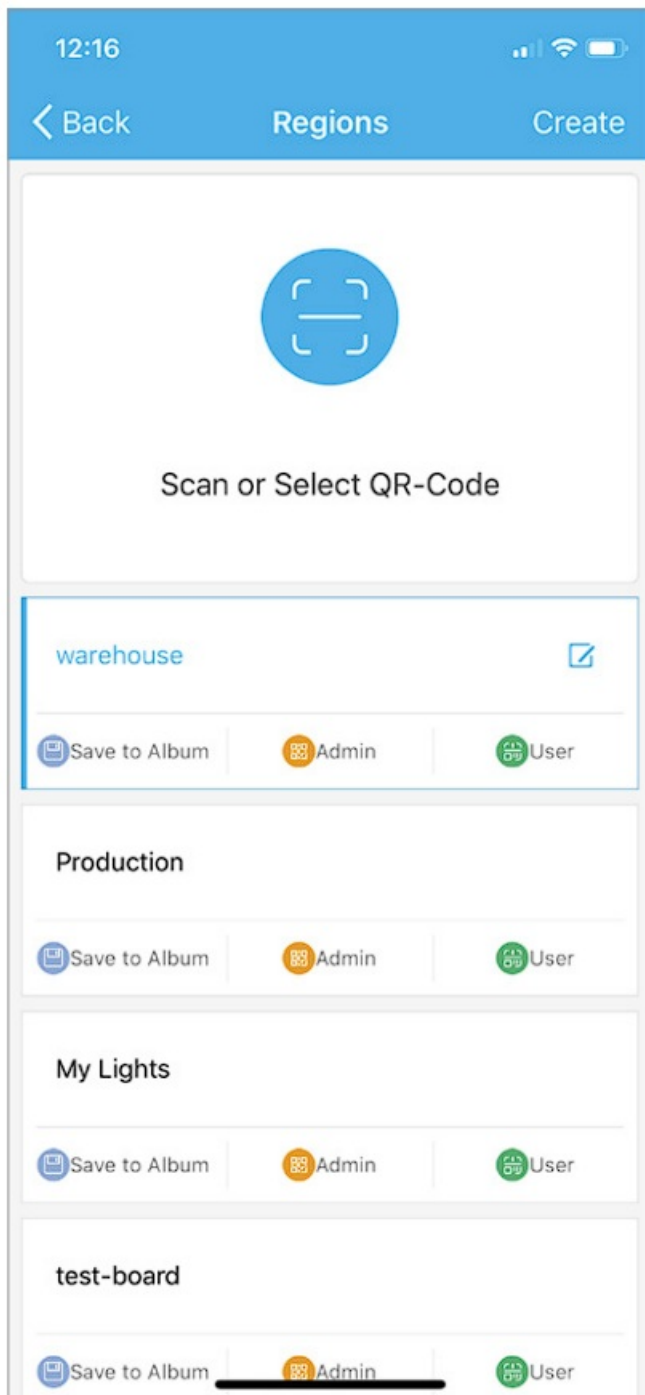 12:16
Back Regions Create
Scan or Select QR-Code
warehouse
Save to Album Admin User
Production
Save to Album Admin User
My Lights
Save to Album Admin User
test-board
Save to Album Admin User